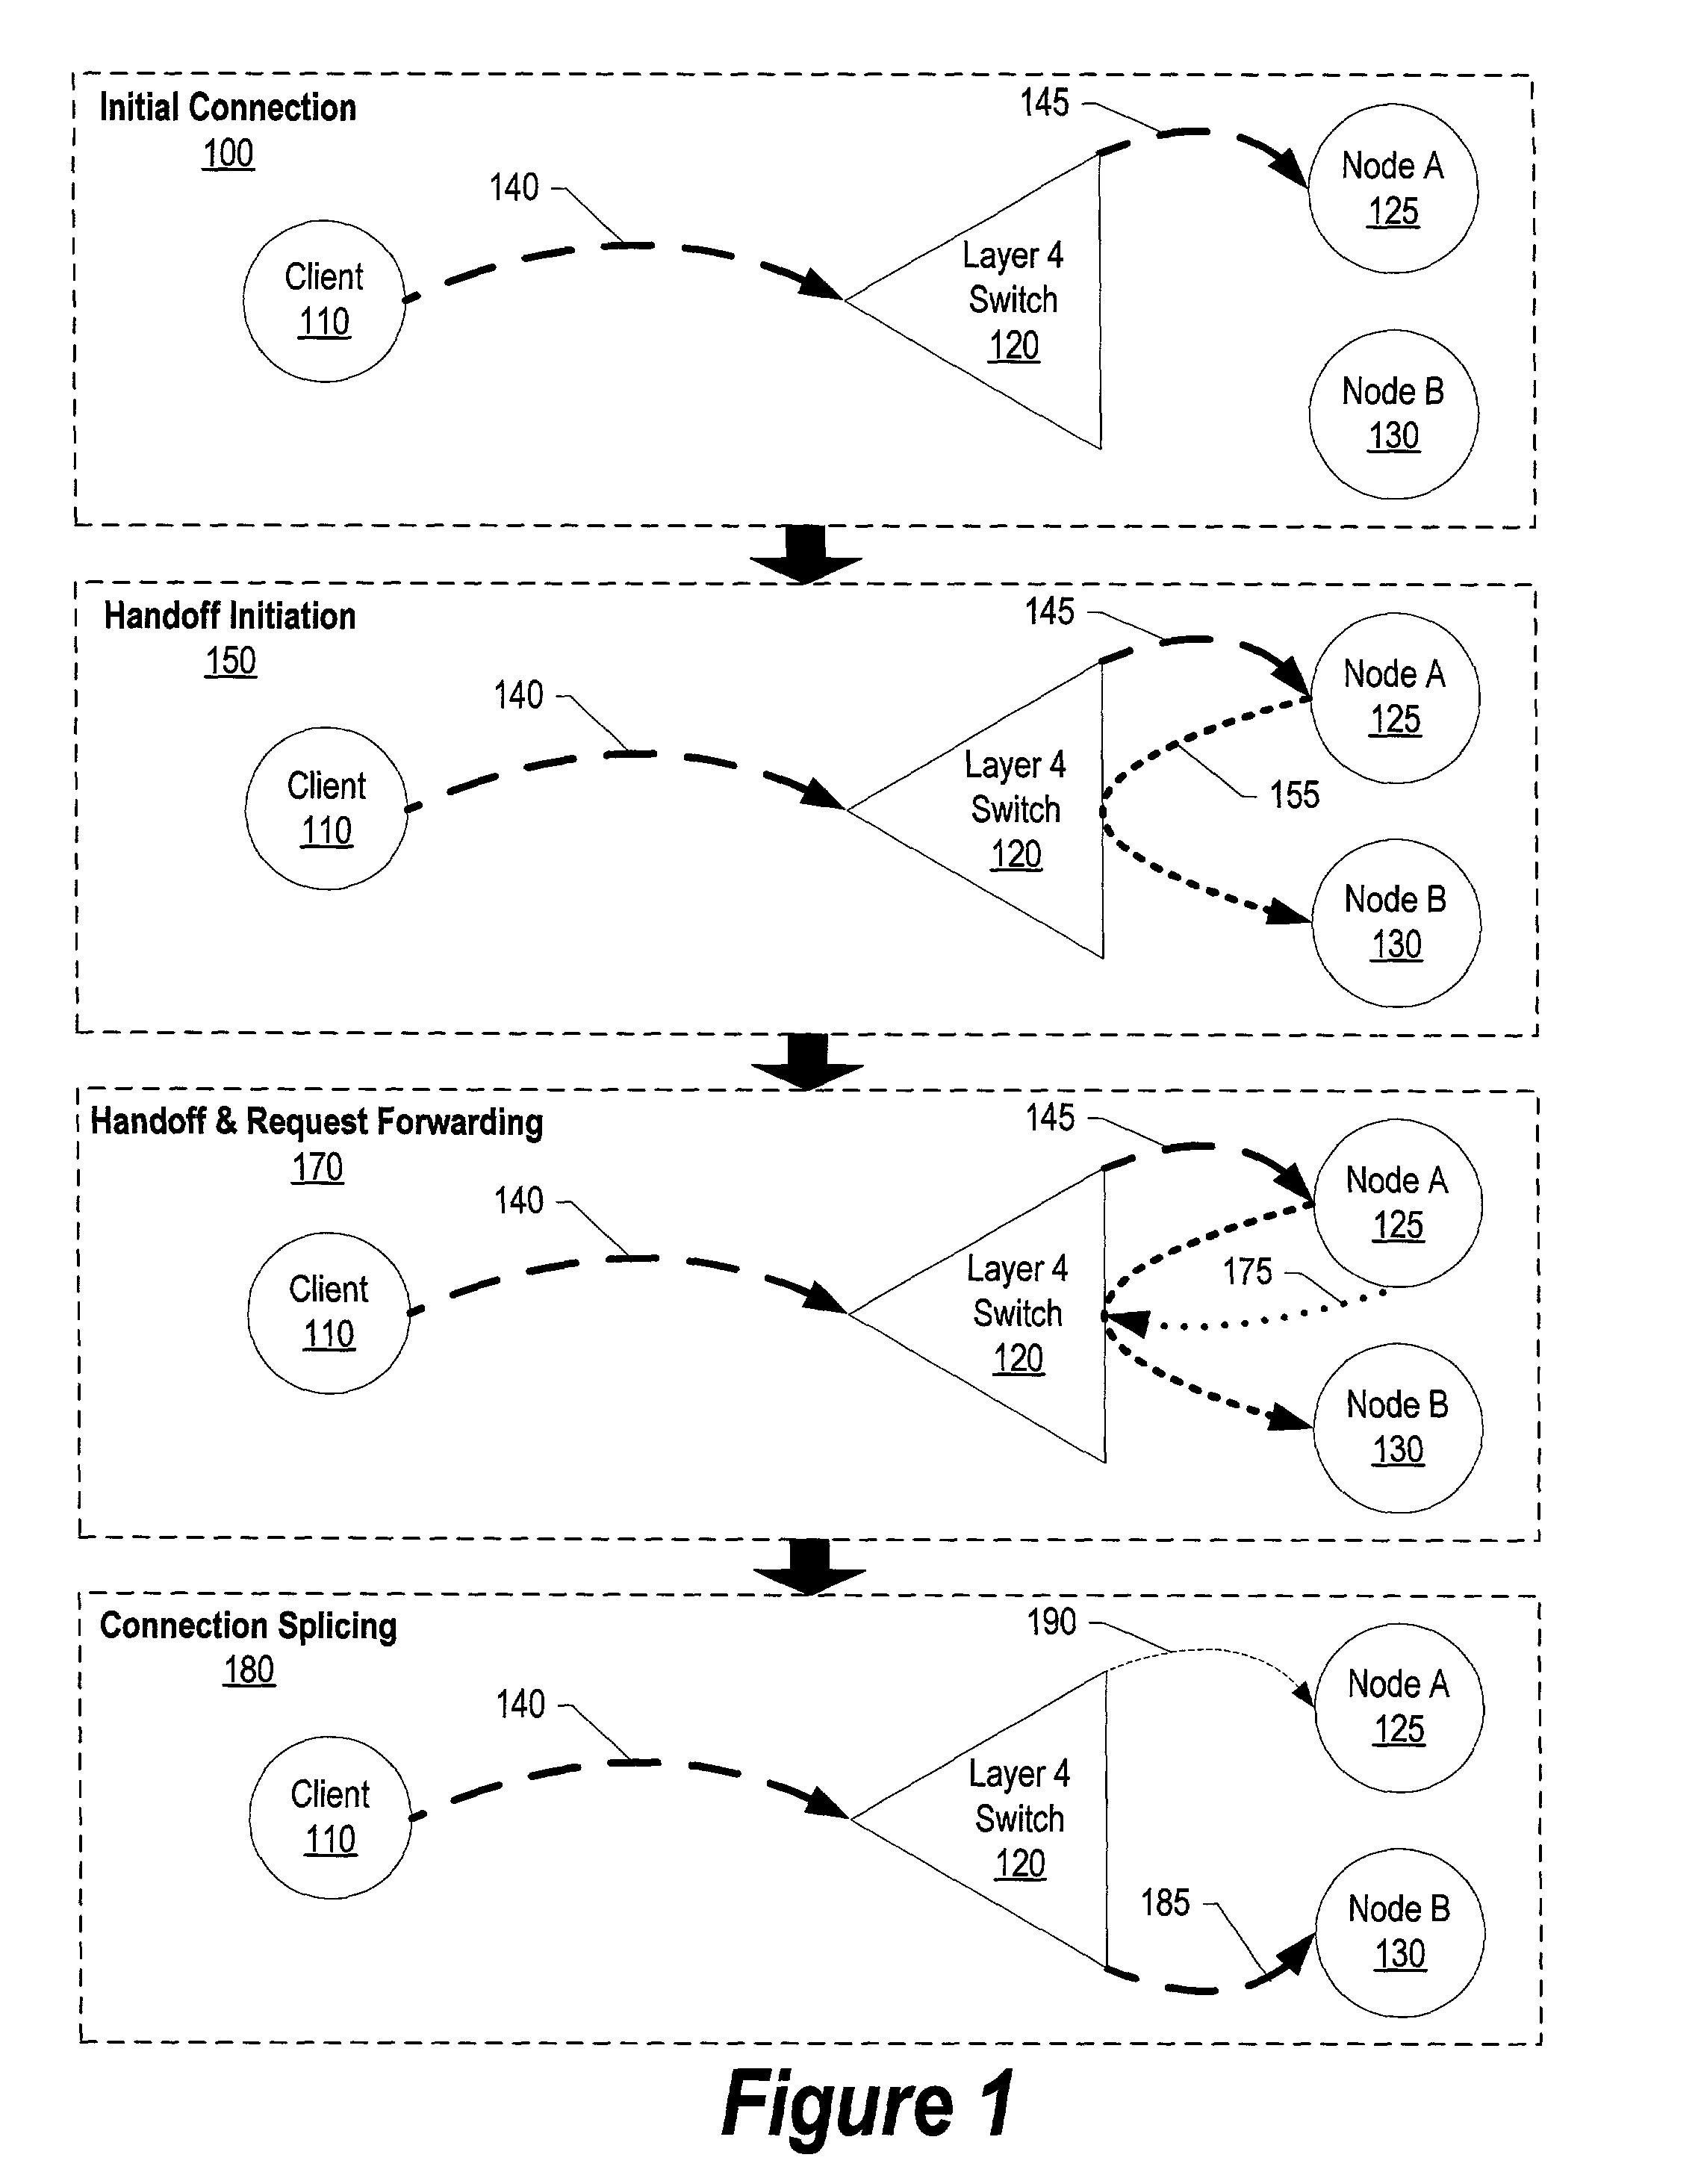 Initial Connection
100
145
Node A
125
140
Client
110
Layer 4
Switch
120
Node B
130
Handoff Initiation
150
145
Node A
125
140
Client
110
Layer 4
Switch
120
155
Node B
130
Handoff & Request Forwarding
170
145
Node A
125
140
Client
110
Layer 4
Switch
120
175
Node B
130
Connection Splicing
180
190
Node A
125
140
Client
110
Layer 4
Switch
120
185
Node B
130
Figure 1